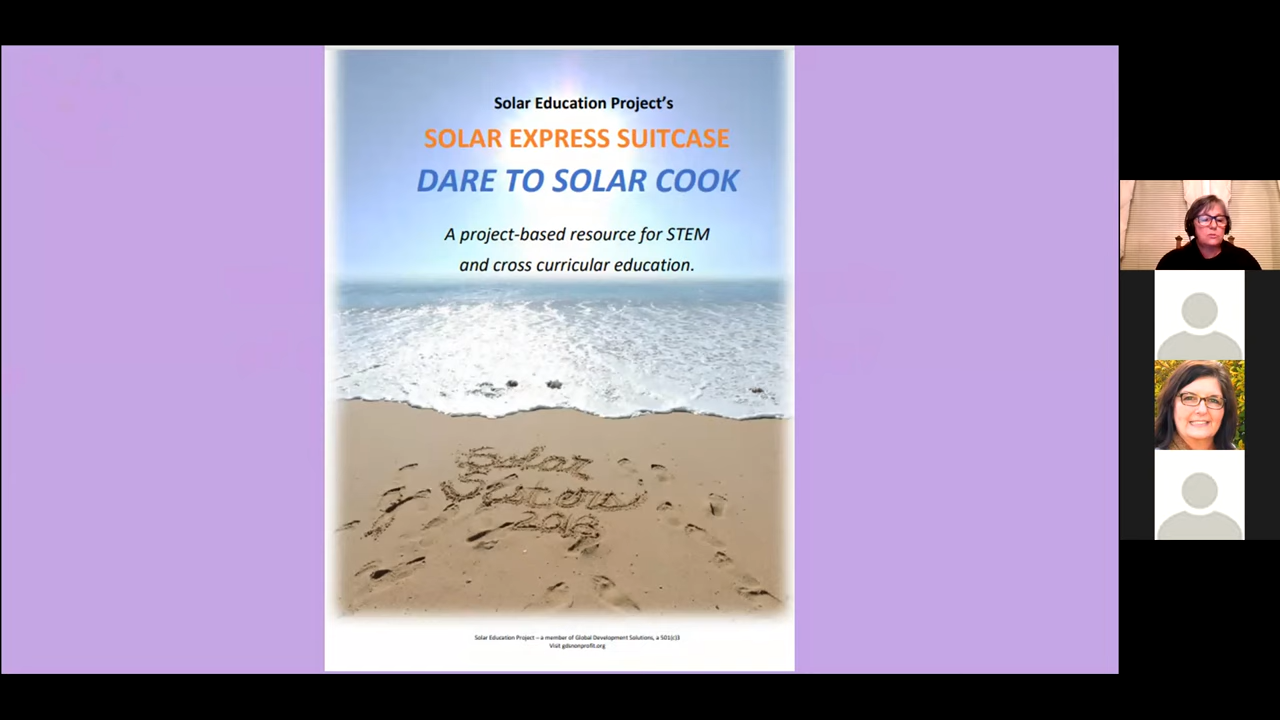 Solar Education Project's
SOLAR EXPRESS SUITCASE
DARE TO SOLAR COOK
A project-based resource for STEM
and cross curricular education.
Solar
Sisters
2018
Solar Education Project – a member of Global Development Solutions, a 501(c)3
Visit gdsnonprofit.org